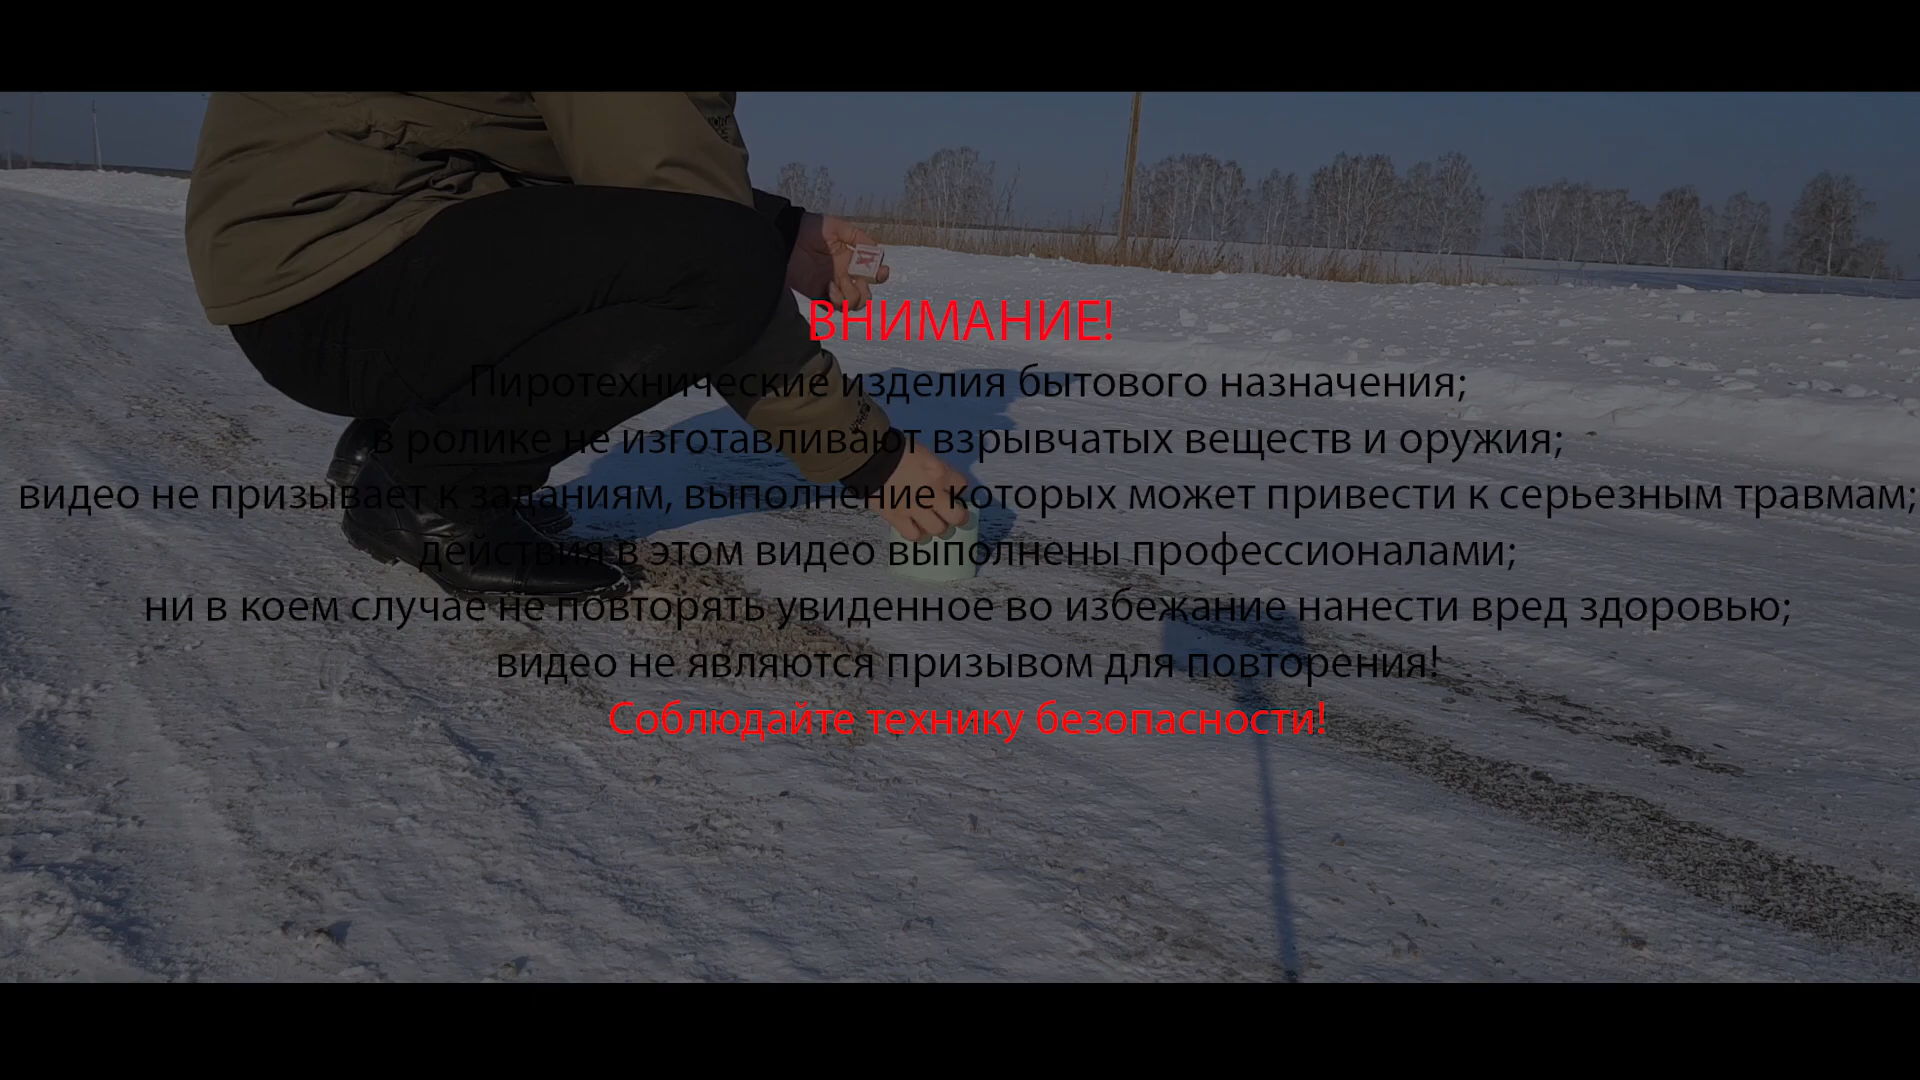 ВНИМАНИЕ!
Пиротехнические изделия бытового назначения;
в ролике не изготавливают взрывчатых веществ и оружия;
видео не призывает к заданиям, выполнение которых может привести к серьезным травмам;
действия в этом видео выполнены профессионалами;
ни в коем случае не повторять увиденное во избежание нанести вред здоровью;
видео не являются призывом для повторения!
Соблюдайте технику безопасности!